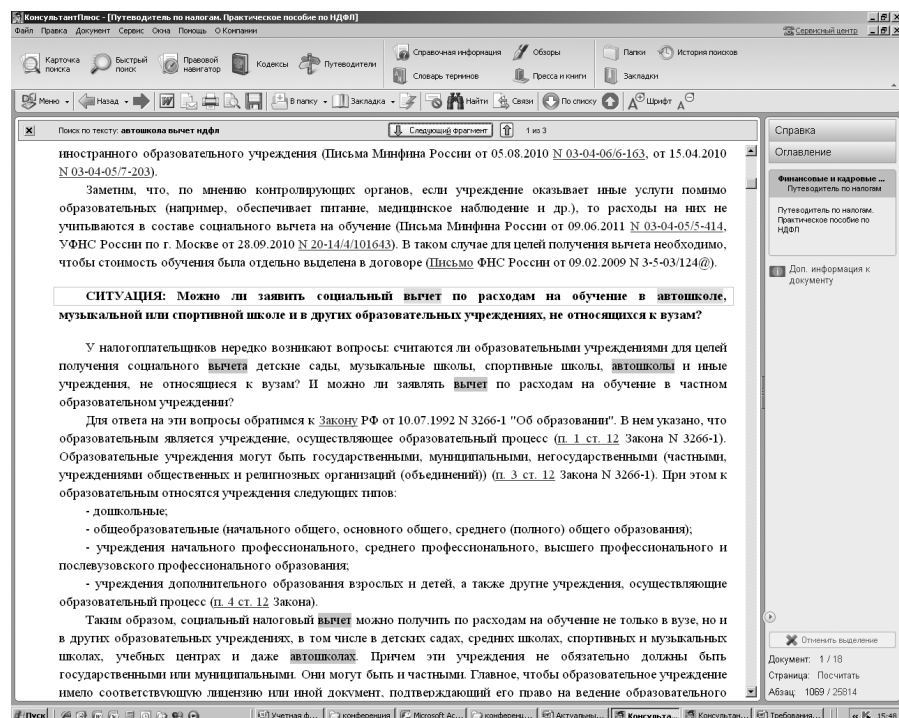 КонсультантПлюс - [Путеводитель по налогам. Практическое пособие по НДФЛ]
Файл Правка Документ Сервис Окна Помощь О Компании
Сервисный центр
Карточка поиска
Быстрый поиск
Правовой навигатор
Кодексы
Путеводители
Справочная информация
Обзоры
Папки
История поисков
Словарь терминов
Пресса и книги
Закладки
Меню
Назад
В папку
Закладка
Найти
Связи
По списку
Шрифт
Поиск по тексту: автошкола вычет ндфл
Следующий фрагмент
1 из 3
иностранного образовательного учреждения (Письма Минфина России от 05.08.2010 N 03-04-06/6-163, от 15.04.2010
N 03-04-05/7-203).
Заметим, что, по мнению контролирующих органов, если учреждение оказывает иные услуги помимо
образовательных (например, обеспечивает питание, медицинское наблюдение и др.), то расходы на них не
учитываются в составе социального вычета на обучение (Письма Минфина России от 09.06.2011 N 03-04-05/5-414,
УФНС России по г. Москве от 28.09.2010 N 20-14/4/101643). В таком случае для целей получения вычета необходимо,
чтобы стоимость обучения была отдельно выделена в договоре (Письмо ФНС России от 09.02.2009 N 3-5-03/124@).
СИТУАЦИЯ: Можно ли заявить социальный вычет по расходам на обучение в автошколе,
музыкальной или спортивной школе и в других образовательных учреждениях, не относящихся к вузам?
У налогоплательщиков нередко возникают вопросы: считаются ли образовательными учреждениями для целей
получения социального вычета детские сады, музыкальные школы, спортивные школы, автошколы и иные
учреждения, не относящиеся к вузам? И можно ли заявлять вычет по расходам на обучение в частном
образовательном учреждении?
Для ответа на эти вопросы обратимся к Закону РФ от 10.07.1992 N 3266-1 "Об образовании". В нем указано, что
образовательным является учреждение, осуществляющее образовательный процесс (п. 1 ст. 12 Закона N 3266-1).
Образовательные учреждения могут быть государственными, муниципальными, негосударственными (частными,
учреждениями общественных и религиозных организаций (объединений)) (п. 3 ст. 12 Закона N 3266-1). При этом к
образовательным относятся учреждения следующих типов:
- дошкольные;
- общеобразовательные (начального общего, основного общего, среднего (полного) общего образования);
- учреждения начального профессионального, среднего профессионального, высшего профессионального и
послевузовского профессионального образования;
- учреждения дополнительного образования взрослых и детей, а также другие учреждения, осуществляющие
образовательный процесс (п. 4 ст. 12 Закона).
Таким образом, социальный налоговый вычет можно получить по расходам на обучение не только в вузе, но и
в других образовательных учреждениях, в том числе в детских садах, средних школах, спортивных и музыкальных
школах, учебных центрах и даже автошколах. Причем эти учреждения не обязательно должны быть
государственными или муниципальными. Они могут быть и частными. Главное, чтобы образовательное учреждение
имело соответствующую лицензию или иной документ, подтверждающий его право на ведение образовательного
Справка
Оглавление
Финансовые и кадровые ...
Путеводитель по налогам
Путеводитель по налогам.
Практическое пособие по
НДФЛ
Доп. информация к
документу
Отменить выделение
Документ: 1 / 18
Страница: Посчитать
Абзац: 1069 / 25814
Пуск
Учетная ф...
конференция
Microsoft Ac...
конференц...
Актуальны...
Консульта...
Консультан...
Требования...
15:48